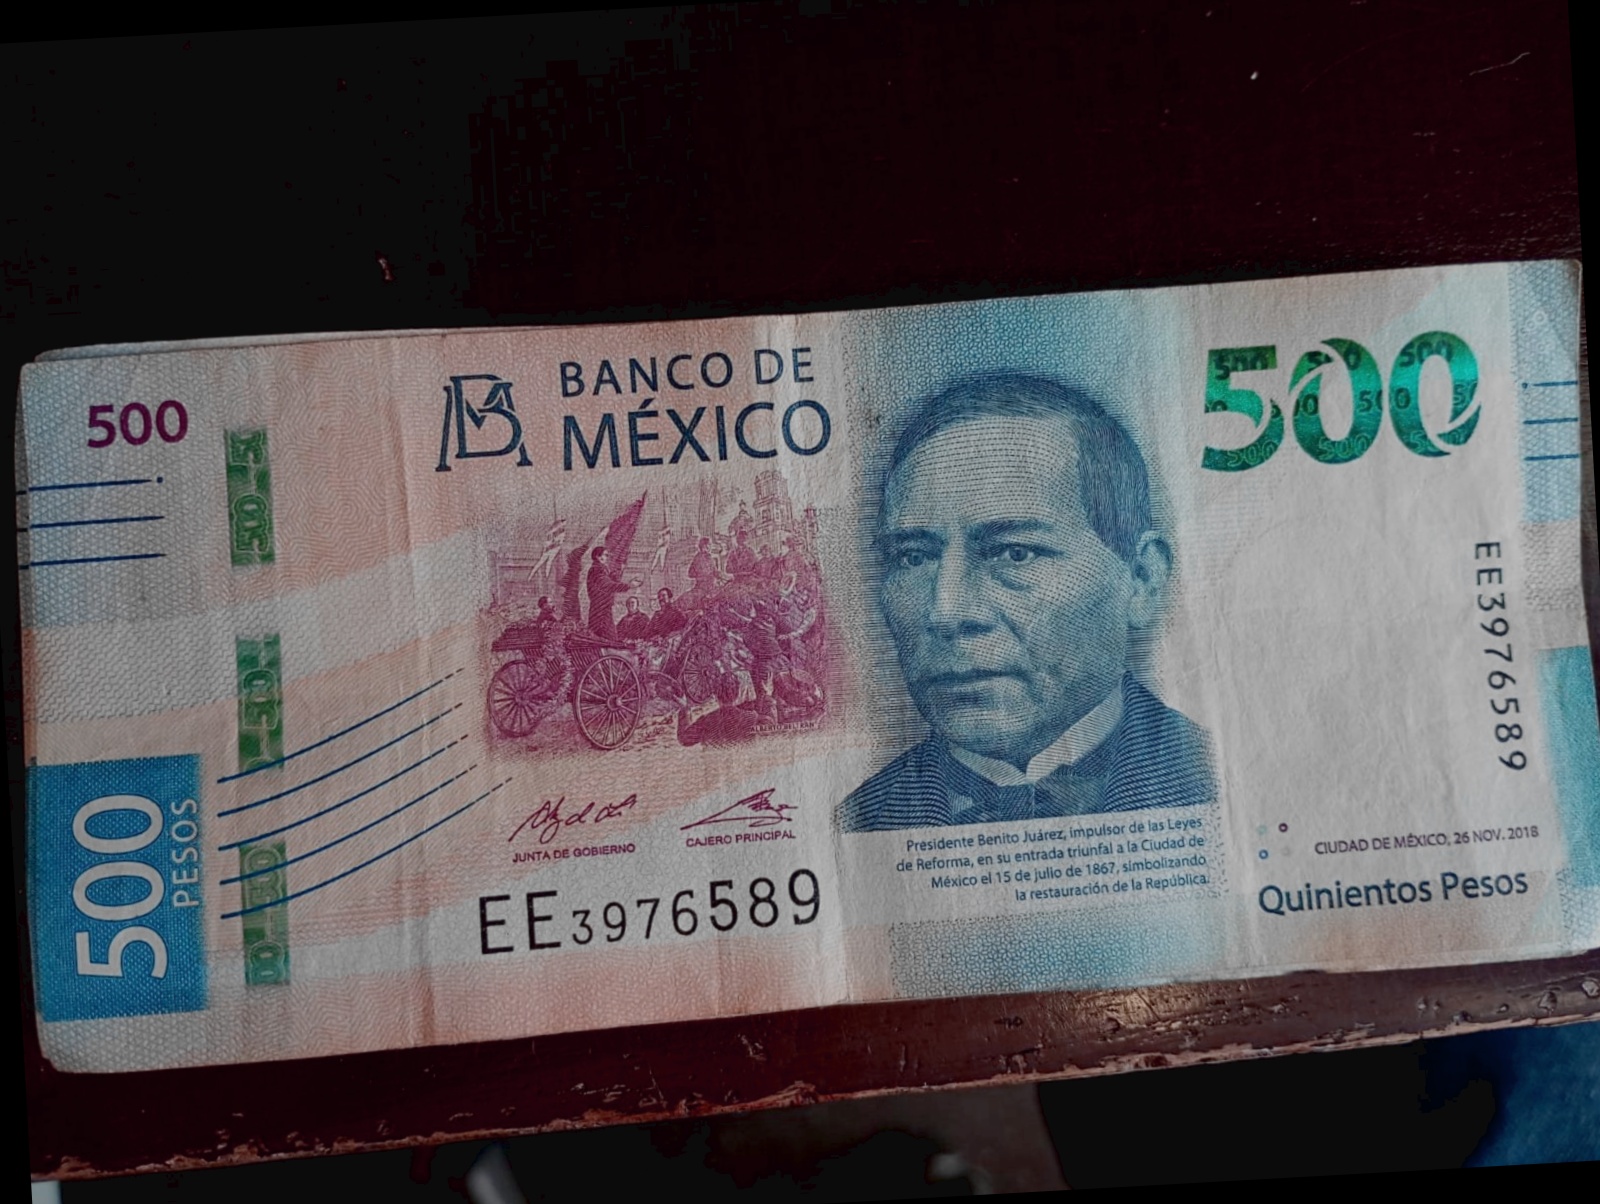 500
BANCO DE
MÉXICO
500
500
PESOS
ALBERTO BELTRÁN
JUNTA DE GOBIERNO
CAJERO PRINCIPAL
EE3976589
Presidente Benito Juárez, impulsor de las Leyes
de Reforma, en su entrada triunfal a la Ciudad de
México el 15 de julio de 1867, simbolizando
la restauración de la República.
EE3976589
CIUDAD DE MÉXICO, 26 NOV. 2018
Quinientos Pesos